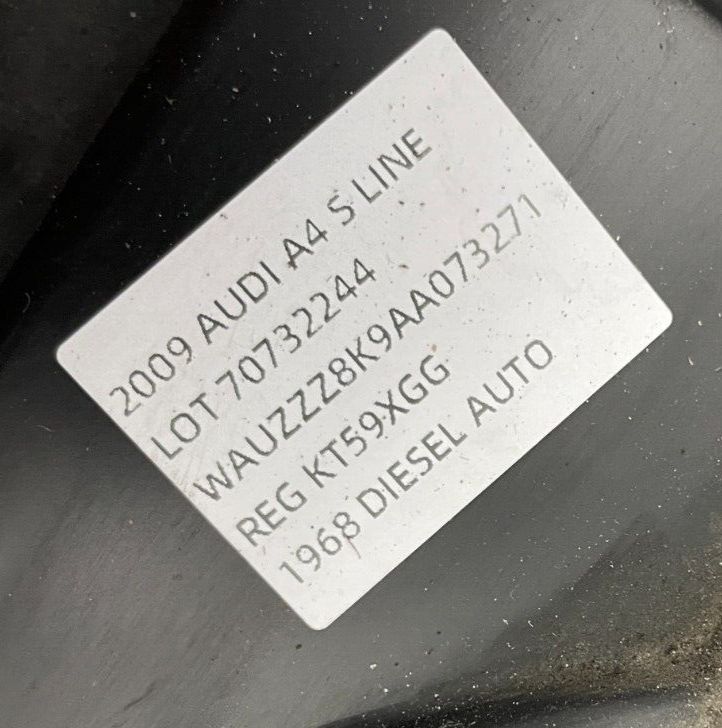 2009 AUDI A4 S LINE
LOT 70732244
WAUZZZ8K9AA073271
REG KT59XGG
1968 DIESEL AUTO